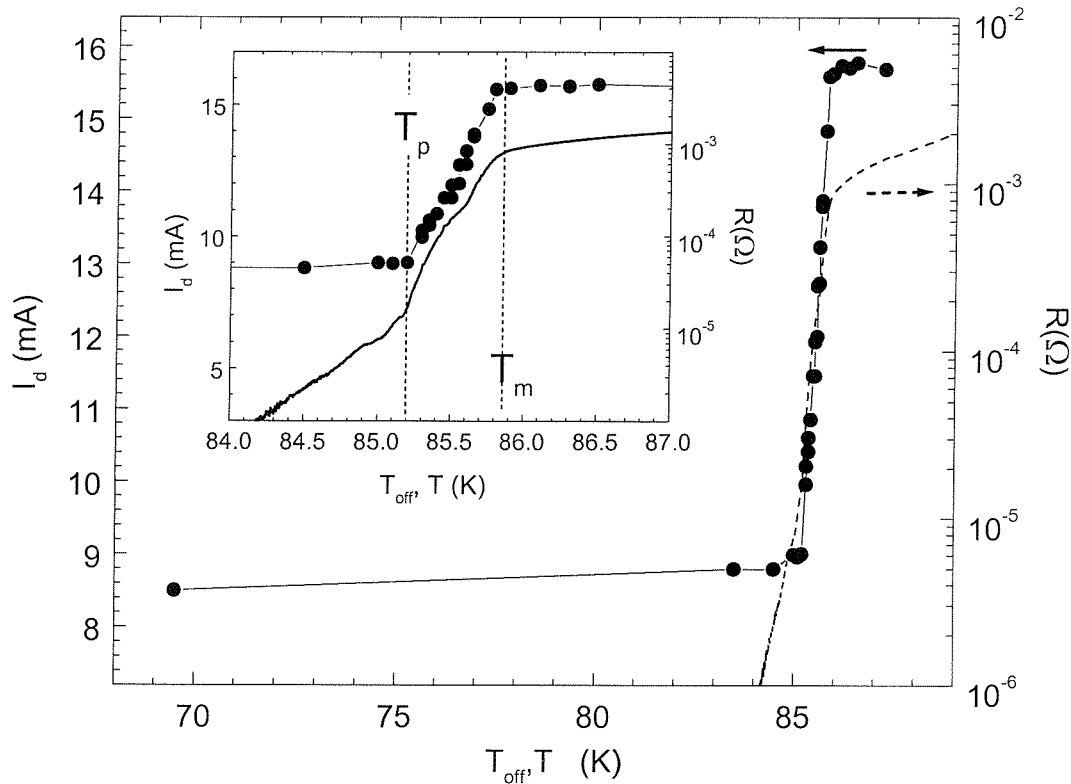 16
15
14
13
12
11
10
9
8
I_d (mA)
70
75
80
85
T_off,T (K)
10^-2
10^-3
10^-4
10^-5
10^-6
R(Ω)
15
10
5
I_d (mA)
T_p
T_m
84.0 84.5 85.0 85.5 86.0 86.5 87.0
T_off, T (K)
10^-3
10^-4
10^-5
R(Ω)